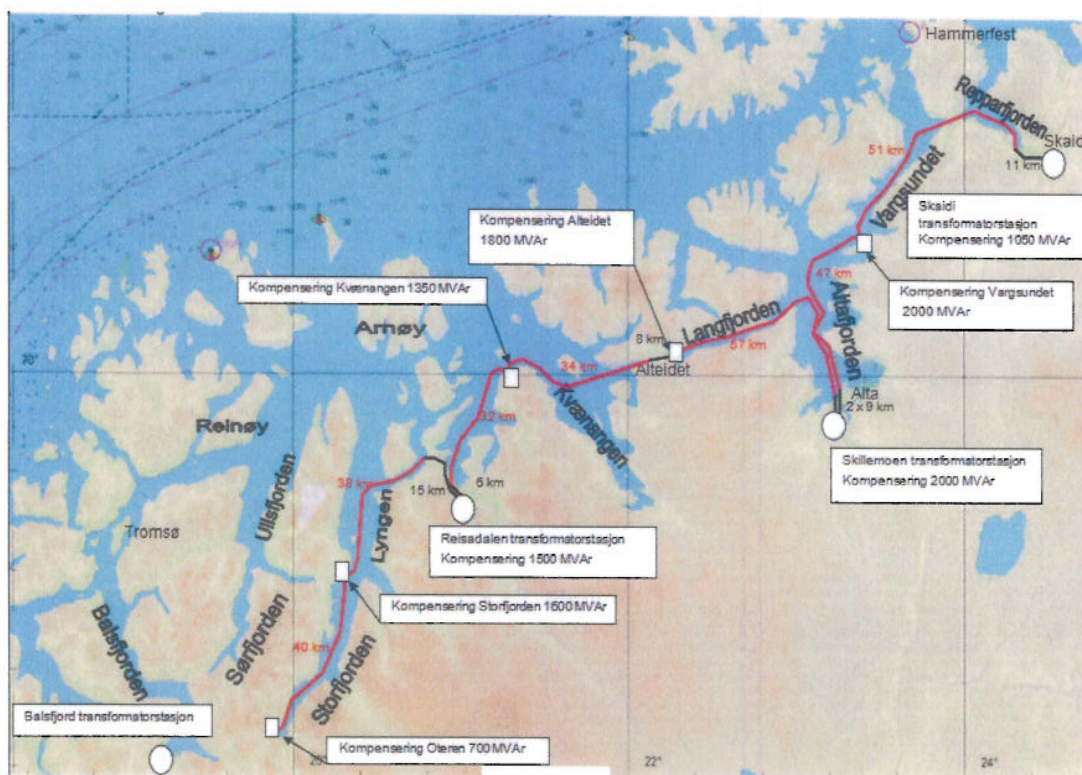 Hammerfest
Repparfjorden
Skaidi
11 km
51 km
Vargsundet
Skaidi
transformatorstasjon
Kompensering 1050 MVAr
Kompensering Alteidet
1800 MVAr
47 km
Kompensering Kvænangen 1350 MVAr
Kompensering Vargsundet
2000 MVAr
Altafjorden
Arnøy
Langfjorden
8 km
57 km
70°
34 km
Alteidet
Alta
2 x 9 km
Kvænangen
32 km
Reinøy
Skillemoen transformatorstasjon
Kompensering 2000 MVAr
Ullsfjorden
38 km
15 km
6 km
Lyngen
Tromsø
Reisadalen transformatorstasjon
Kompensering 1500 MVAr
Kompensering Storfjorden 1600 MVAr
Balsfjorden
Sørfjorden
40 km
Storfjorden
Balsfjord transformatorstasjon
Kompensering Oteren 700 MVAr
20°
22°
24°